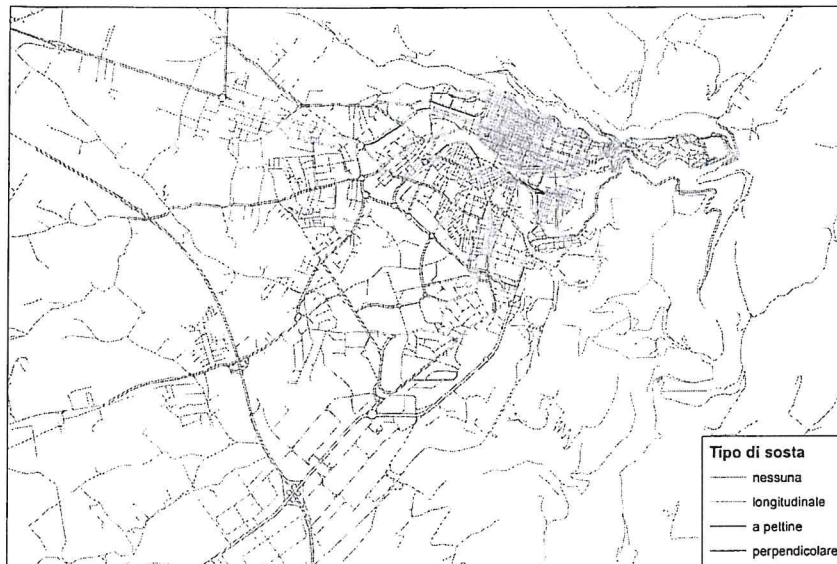 Tipo di sosta
nessuna
longitudinale
a pettine
perpendicolare